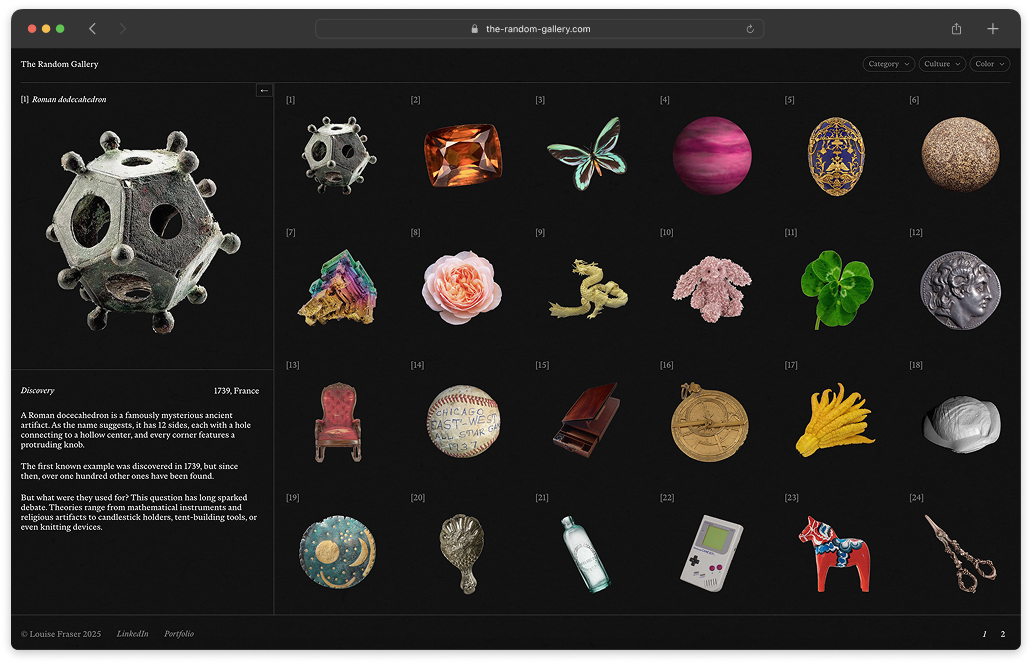 the-random-gallery.com
The Random Gallery
Category
Culture
Color
←
[1] Roman dodecahedron
Discovery
1739, France
A Roman docecahedron is a famously mysterious ancient
artifact. As the name suggests, it has 12 sides, each with a hole
connecting to a hollow center, and every corner features a
protruding knob.
The first known example was discovered in 1739, but since
then, over one hundred other ones have been found.
But what were they used for? This question has long sparked
debate. Theories range from mathematical instruments and
religious artifacts to candlestick holders, tent-building tools, or
even knitting devices.
[1]
[2]
[3]
[4]
[5]
[6]
[7]
[8]
[9]
[10]
[11]
[12]
[13]
[14]
[15]
[16]
[17]
[18]
CHICAGO
EAST-WEST
ALL STAR GA
1937
[19]
[20]
[21]
[22]
[23]
[24]
© Louise Fraser 2025
LinkedIn
Portfolio
1
2